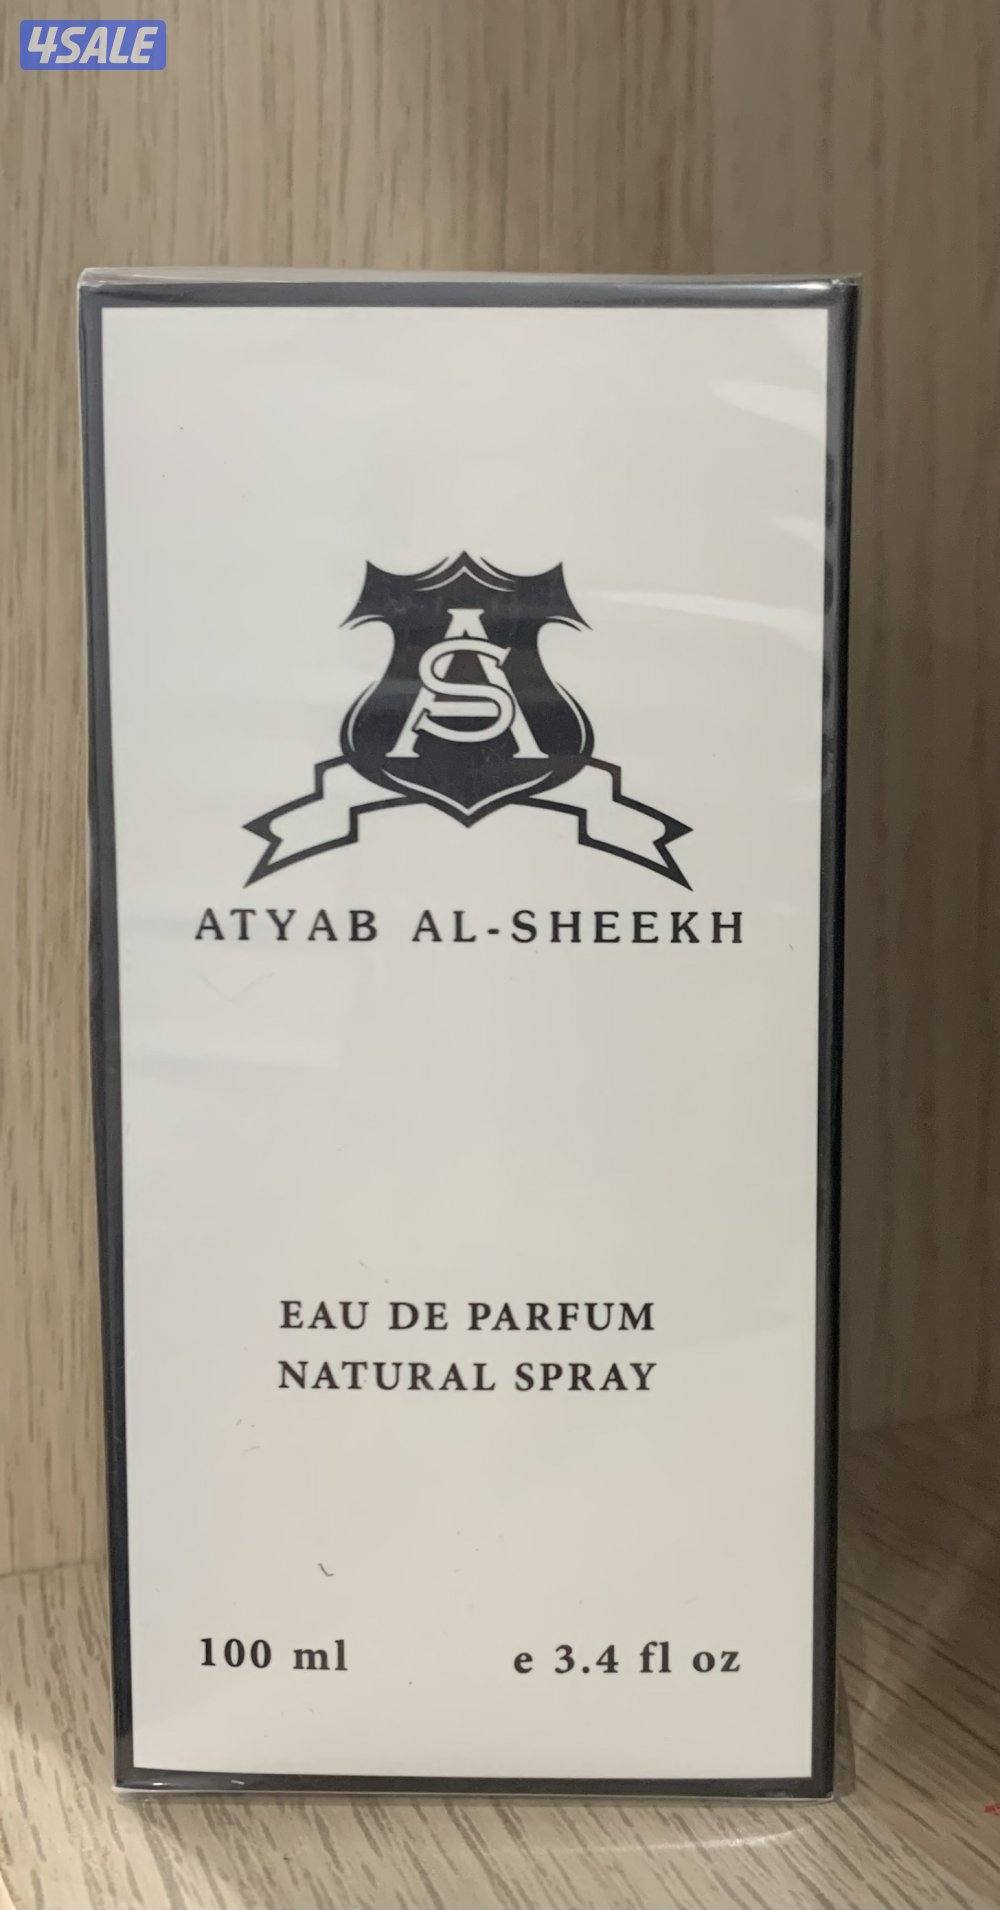 4SALE
AS
ATYAB AL-SHEEKH
EAU DE PARFUM
NATURAL SPRAY
100 ml e 3.4 fl oz